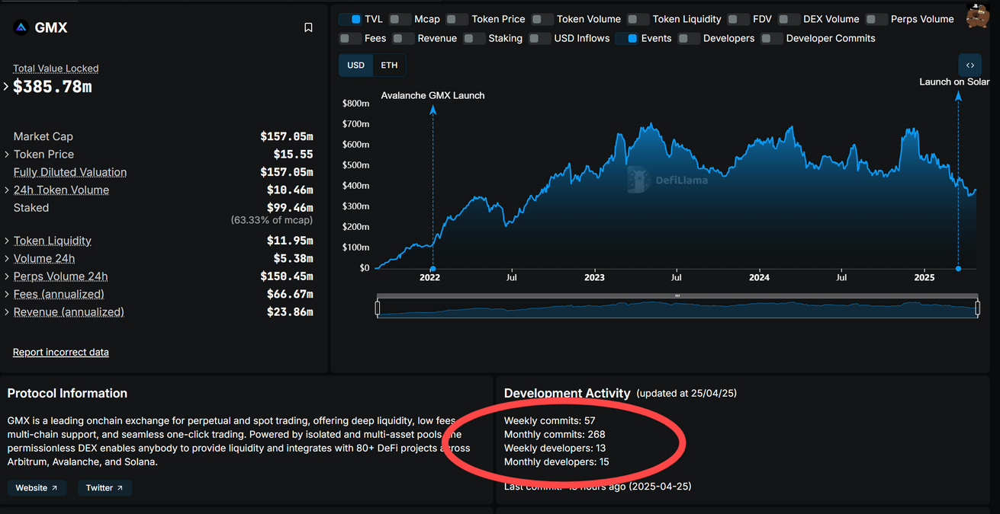 GMX
Total Value Locked
$385.78m
Market Cap $157.05m
Token Price $15.55
Fully Diluted Valuation $157.05m
24h Token Volume $10.46m
Staked $99.46m
(63.33% of mcap)
Token Liquidity $11.95m
Volume 24h $5.38m
Perps Volume 24h $150.45m
Fees (annualized) $66.67m
Revenue (annualized) $23.86m
Report incorrect data
TVL Mcap Token Price Token Volume Token Liquidity FDV DEX Volume Perps Volume
Fees Revenue Staking USD Inflows Events Developers Developer Commits
USD ETH
Launch on Solar
Avalanche GMX Launch
$800m
$700m
$600m
$500m
$400m
$300m
$200m
$100m
$0
DefiLlama
2022 Jul 2023 Jul 2024 Jul 2025
Protocol Information
GMX is a leading onchain exchange for perpetual and spot trading, offering deep liquidity, low fees
multi-chain support, and seamless one-click trading. Powered by isolated and multi-asset pools
permissionless DEX enables anybody to provide liquidity and integrates with 80+ DeFi projects across
Arbitrum, Avalanche, and Solana.
Website Twitter
Development Activity (updated at 25/04/25)
Weekly commits: 57
Monthly commits: 268
Weekly developers: 13
Monthly developers: 15
Last commit: hours ago (2025-04-25)